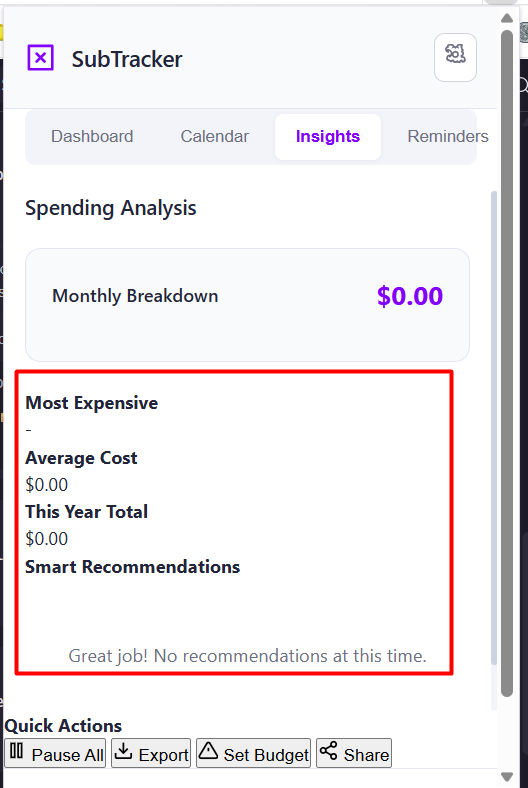 SubTracker
Dashboard Calendar Insights Reminders
Spending Analysis
Monthly Breakdown $0.00
Most Expensive
-
Average Cost
$0.00
This Year Total
$0.00
Smart Recommendations
Great job! No recommendations at this time.
Quick Actions
Pause All Export Set Budget Share